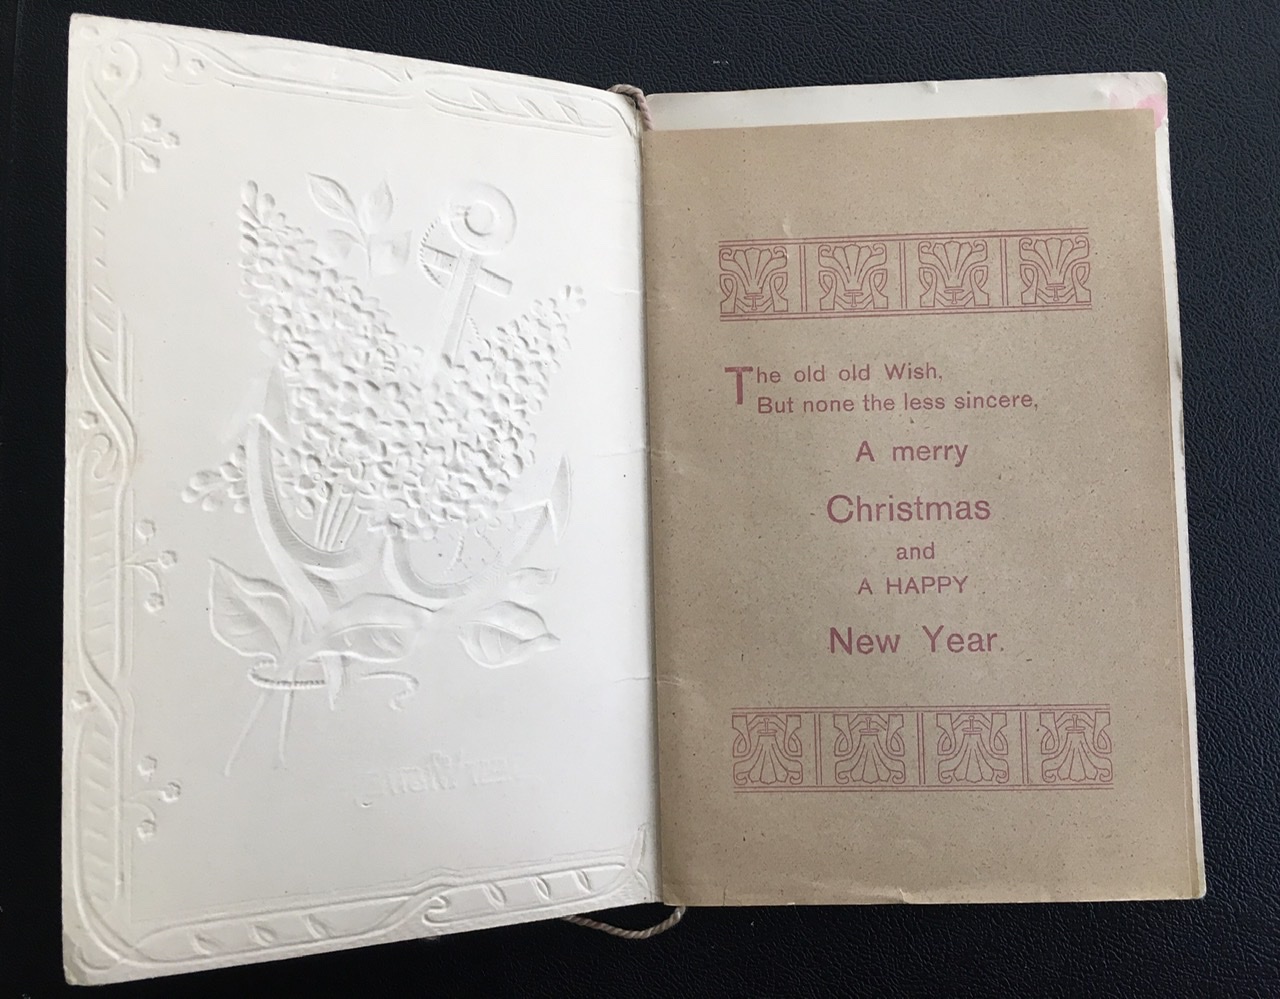 The old old Wish.
But none the less sincere,
A merry
Christmas
and
A HAPPY
New Year.